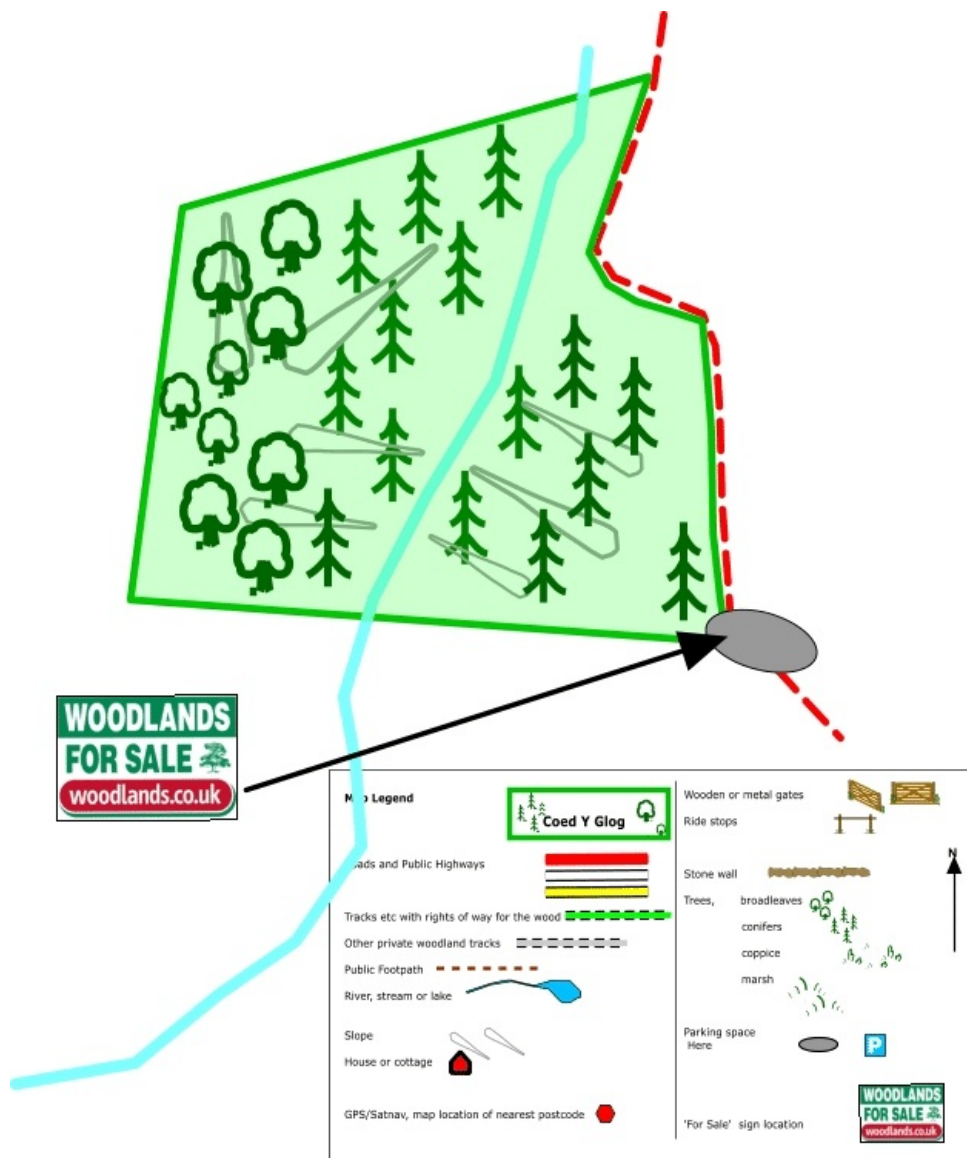 WOODLANDS
FOR SALE
woodlands.co.uk
Map Legend
Coed Y Glog
Roads and Public Highways
Tracks etc with rights of way for the wood
Other private woodland tracks
Public Footpath
River, stream or lake
Slope
House or cottage
GPS/Satnav, map location of nearest postcode
Wooden or metal gates
Ride stops
Stone wall
Trees, broadleaves
conifers
coppice
marsh
Parking space
Here
P
'For Sale' sign location
WOODLANDS
FOR SALE
woodlands.co.uk
N